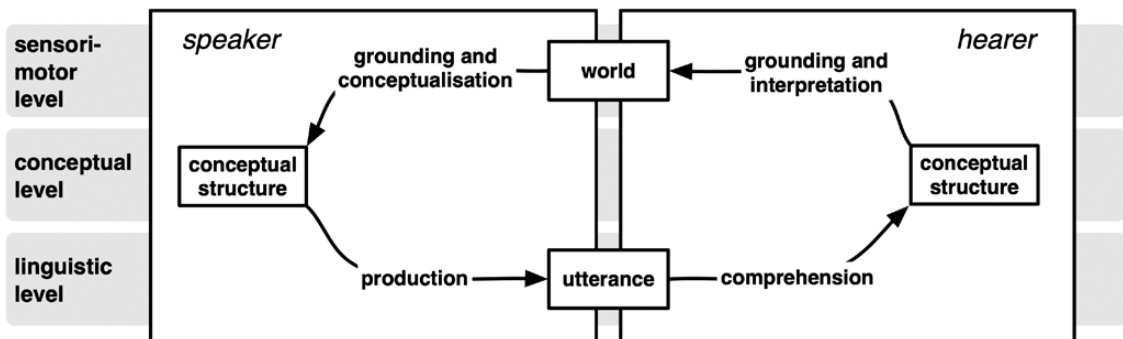 sensori-
motor
level
speaker
hearer
grounding and
conceptualisation
world
grounding and
interpretation
conceptual
level
conceptual
structure
conceptual
structure
linguistic
level
production
utterance
comprehension